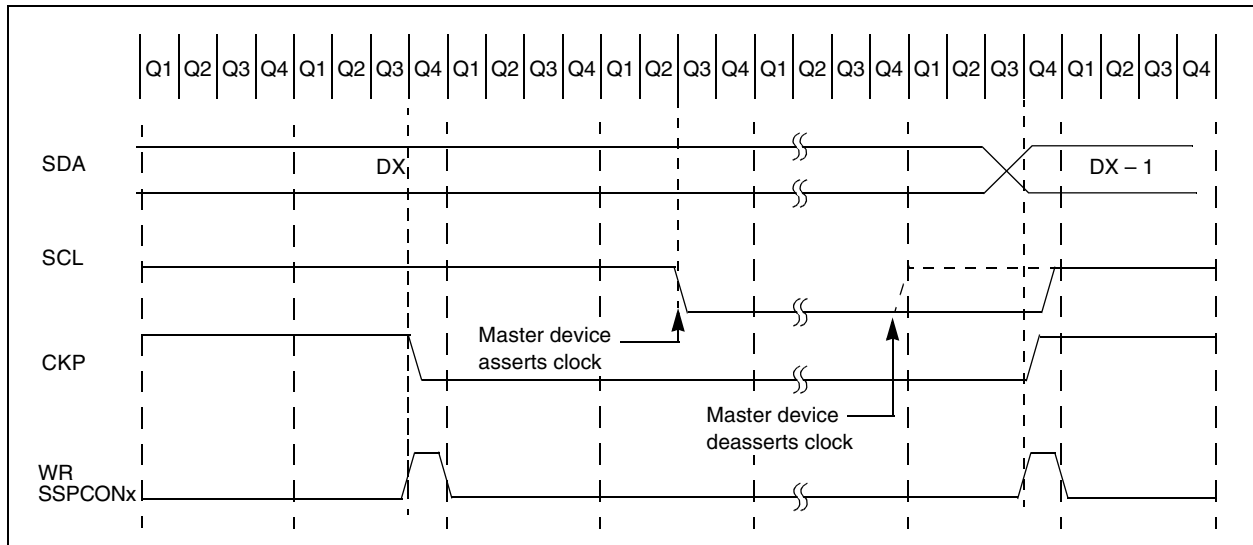 Q1 Q2 Q3 Q4 Q1 Q2 Q3 Q4 Q1 Q2 Q3 Q4 Q1 Q2 Q3 Q4 Q1 Q2 Q3 Q4 Q1 Q2 Q3 Q4 Q1 Q2 Q3 Q4
SDA
DX
DX – 1
SCL
Master device
asserts clock
CKP
Master device
deasserts clock
WR
SSPCONx